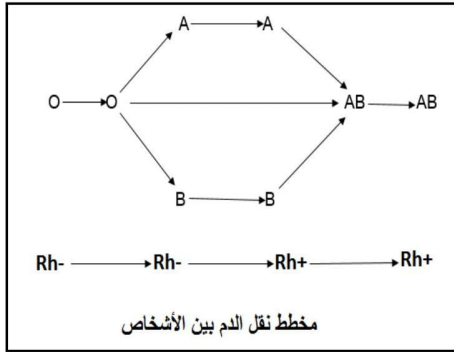 A A
O O AB AB
B B
Rh- Rh- Rh+ Rh+
مخطط نقل الدم بين الأشخاص